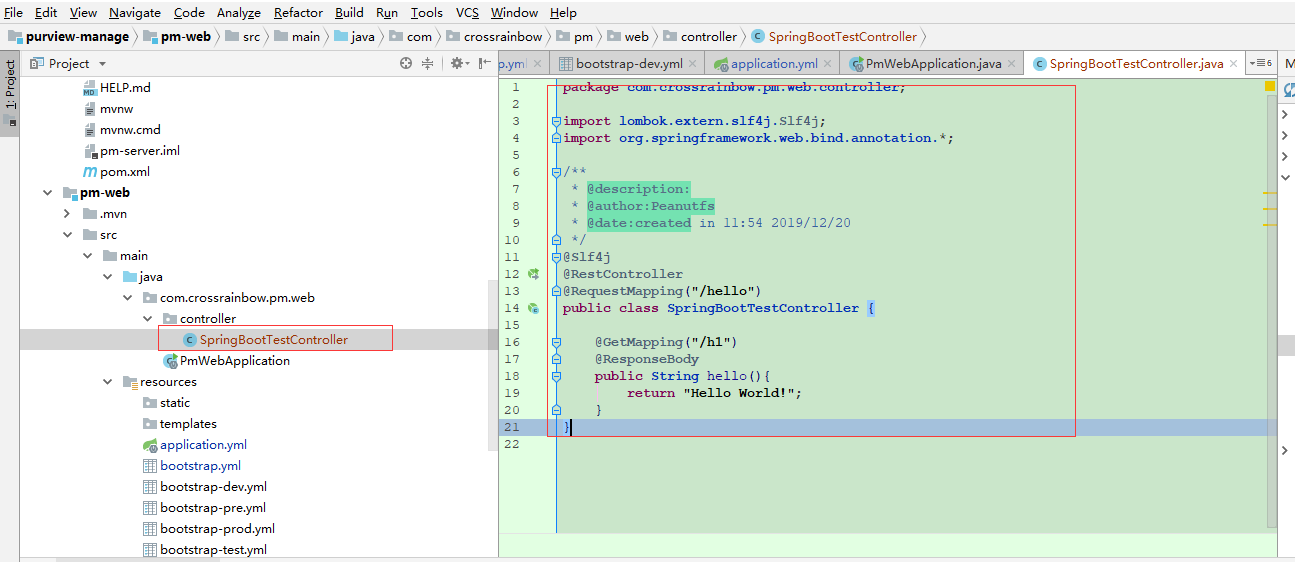 File Edit View Navigate Code Analyze Refactor Build Run Tools VCS Window Help
purview-manage pm-web src main java com crossrainbow pm web controller SpringBootTestController
1: Project
Project
HELP.md
mvnw
mvnw.cmd
pm-server.iml
pom.xml
pm-web
.mvn
src
main
java
com.crossrainbow.pm.web
controller
SpringBootTestController
PmWebApplication
resources
static
templates
application.yml
bootstrap.yml
bootstrap-dev.yml
bootstrap-pre.yml
bootstrap-prod.yml
bootstrap-test.yml
p.yml bootstrap-dev.yml application.yml PmWebApplication.java SpringBootTestController.java 6 M
1 package com.crossrainbow.pm.web.controller;
2
3 import lombok.extern.slf4j.Slf4j;
4 import org.springframework.web.bind.annotation.*;
5
6 /**
7 * @description:
8 * @author:Peanutfs
9 * @date:created in 11:54 2019/12/20
10 */
11 @Slf4j
12 @RestController
13 @RequestMapping("/hello")
14 public class SpringBootTestController {
15
16 @GetMapping("/h1")
17 @ResponseBody
18 public String hello(){
19 return "Hello World!";
20 }
21 }
22